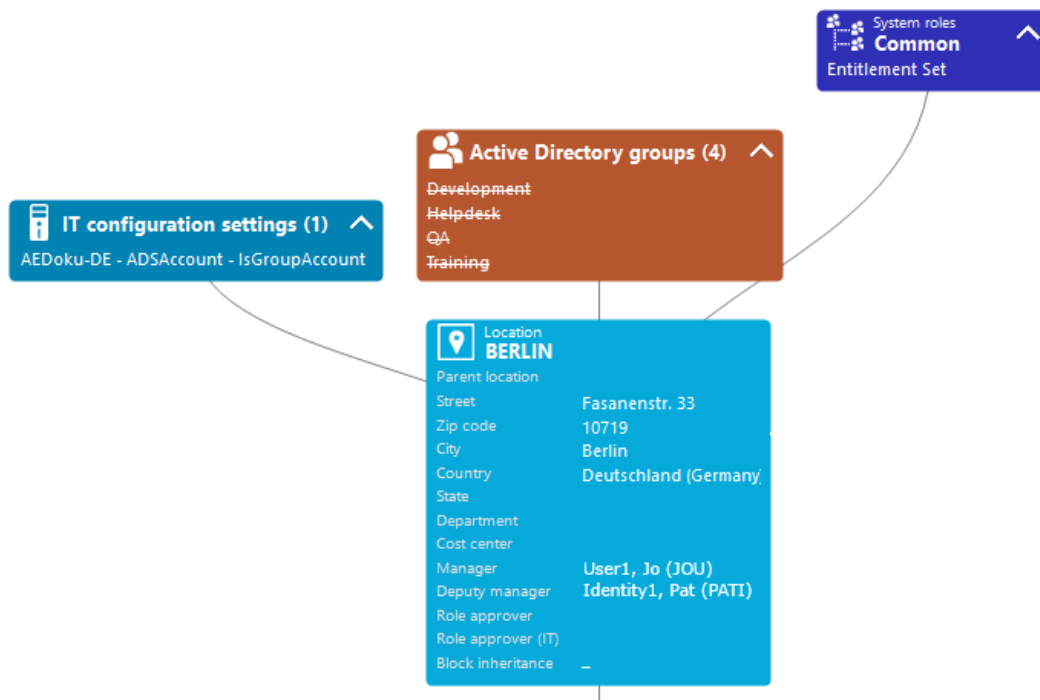 System roles
Common
Entitlement Set
Active Directory groups (4)
Development
Helpdesk
QA
Training
IT configuration settings (1)
AEDoku-DE - ADSAccount - IsGroupAccount
Location
BERLIN
Parent location
Street Fasanenstr. 33
Zip code 10719
City Berlin
Country Deutschland (Germany)
State
Department
Cost center
Manager User1, Jo (JOU)
Deputy manager Identity1, Pat (PATI)
Role approver
Role approver (IT)
Block inheritance –